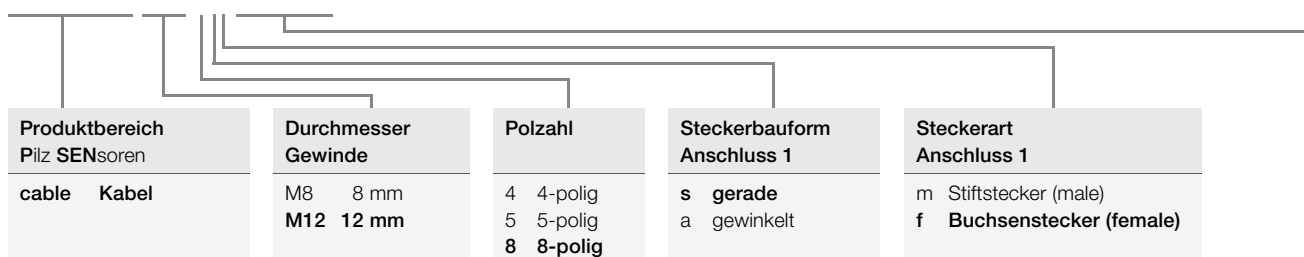 Produktbereich
Pilz SENsoren
cable Kabel
Durchmesser
Gewinde
M8 8 mm
M12 12 mm
Polzahl
4 4-polig
5 5-polig
8 8-polig
Steckerbauform
Anschluss 1
s gerade
a gewinkelt
Steckerart
Anschluss 1
m Stiftstecker (male)
f Buchsenstecker (female)